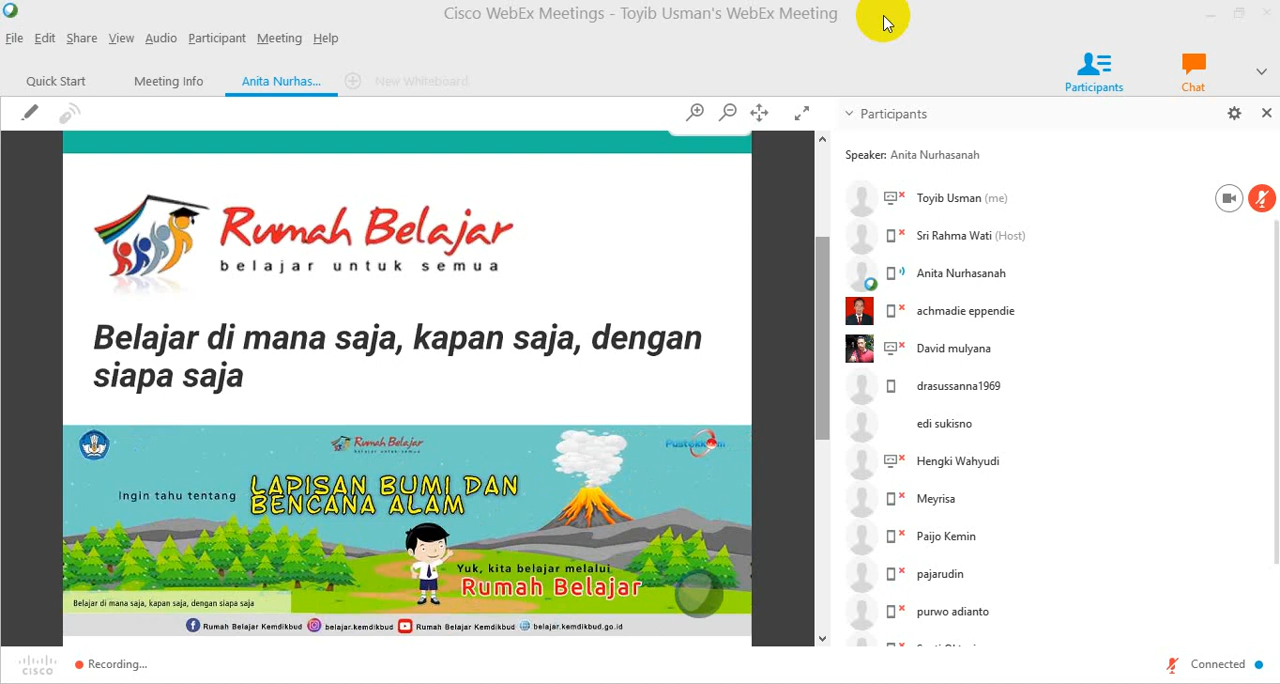 Cisco WebEx Meetings - Toyib Usman's WebEx Meeting
File Edit Share View Audio Participant Meeting Help
Quick Start Meeting Info Anita Nurhas... New Whiteboard
Participants Chat
Participants
Speaker: Anita Nurhasanah
Toyib Usman (me)
Sri Rahma Wati (Host)
Anita Nurhasanah
achmadie eppendie
David mulyana
drasussanna1969
edi sukisno
Hengki Wahyudi
Meyrisa
Paijo Kemin
pajarudin
purwo adianto
Rumah Belajar
belajar untuk semua
Belajar di mana saja, kapan saja, dengan
siapa saja
Rumah Belajar
belajar untuk semua
Pustekkom
Ingin tahu tentang
LAPISAN BUMI DAN
BENCANA ALAM
Yuk, kita belajar melalui
Rumah Belajar
Belajar di mana saja, kapan saja, dengan siapa saja
Rumah Belajar Kemdikbud belajar.kemdikbud Rumah Belajar Kemdikbud belajar.kemdikbud.go.id
cisco
Recording...
Connected